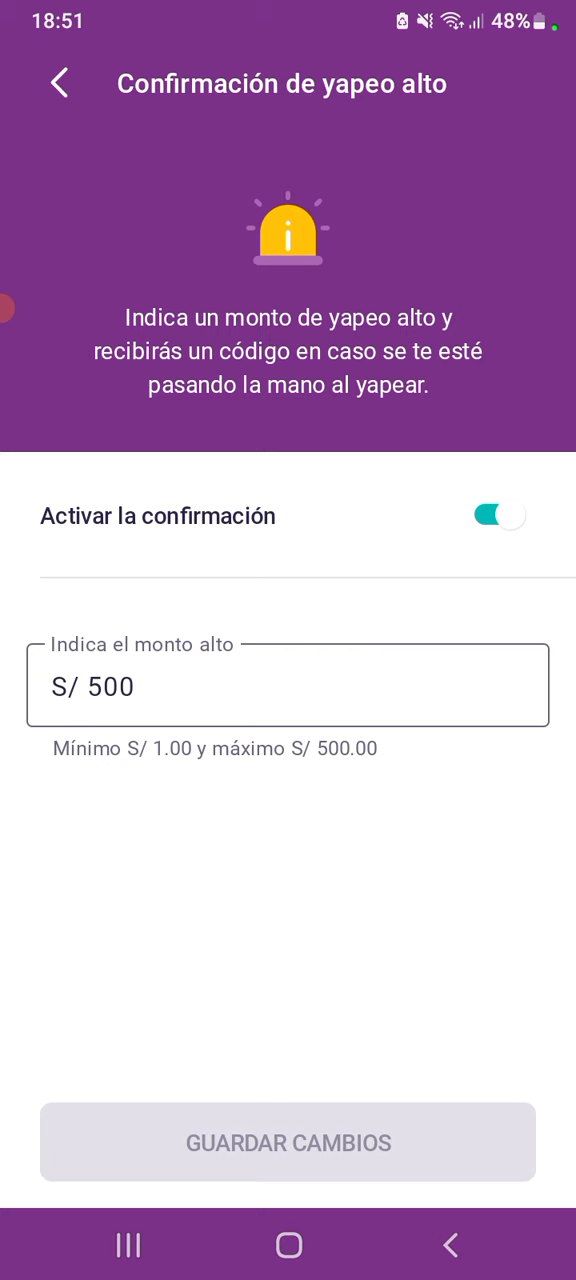 18:51
48%
Confirmación de yapeo alto
Indica un monto de yapeo alto y
recibirás un código en caso se te esté
pasando la mano al yapear.
Activar la confirmación
Indica el monto alto
S/ 500
Mínimo S/ 1.00 y máximo S/ 500.00
GUARDAR CAMBIOS